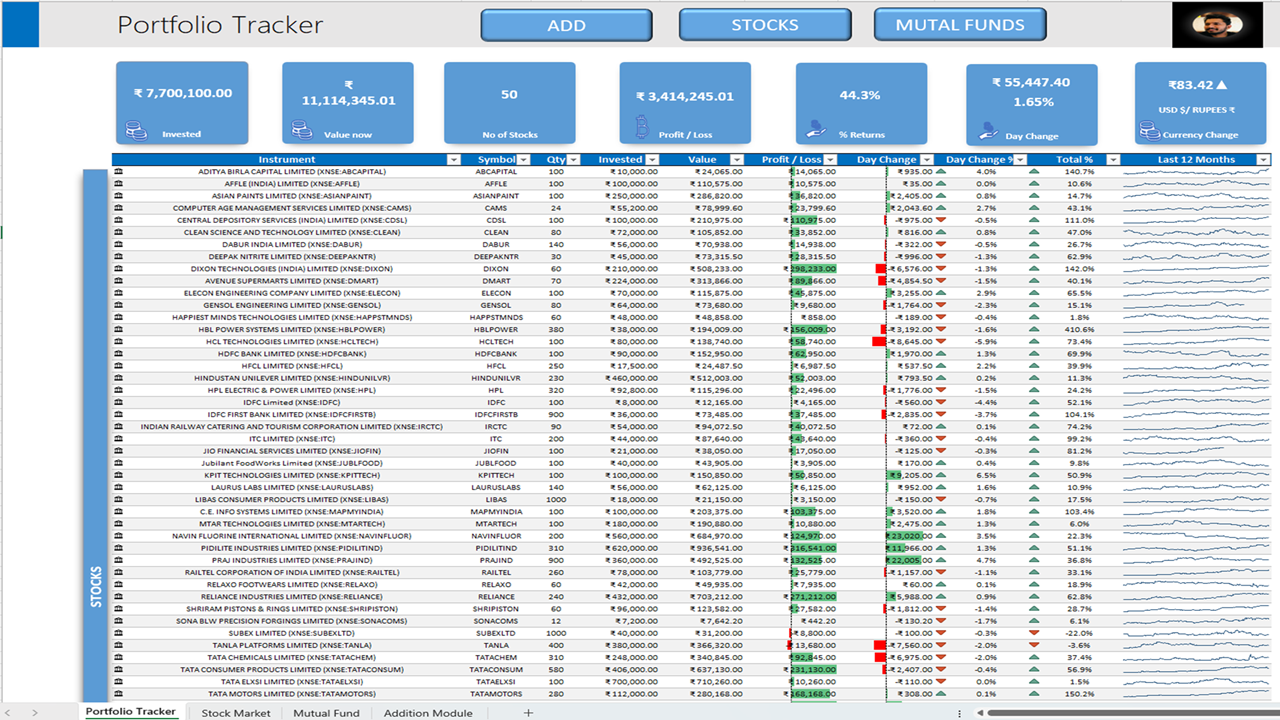 Portfolio Tracker
ADD
STOCKS
MUTAL FUNDS
₹ 7,700,100.00
Invested
₹
11,114,345.01
Value now
50
No of Stocks
₹ 3,414,245.01
Profit / Loss
44.3%
% Returns
₹ 55,447.40
1.65%
Day Change
₹83.42▲
USD $/ RUPEES ₹
Currency Change
Instrument Symbol Qty Invested Value Profit / Loss Day Change Day Change % Total % Last 12 Months
ADITYA BIRLA CAPITAL LIMITED (XNSE:ABCAPITAL) ABCAPITAL 100 ₹ 10,000.00 ₹ 24,065.00 ₹ 14,065.00 ₹ 935.00 4.0% 140.7%
AFFLE (INDIA) LIMITED (XNSE:AFFLE) AFFLE 100 ₹ 100,000.00 ₹ 110,575.00 ₹ 10,575.00 ₹ 35.00 0.0% 10.6%
ASIAN PAINTS LIMITED (XNSE:ASIANPAINT) ASIANPAINT 100 ₹ 250,000.00 ₹ 286,820.00 ₹ 36,820.00 ₹ 2,405.00 0.8% 14.7%
COMPUTER AGE MANAGEMENT SERVICES LIMITED (XNSE:CAMS) CAMS 24 ₹ 55,200.00 ₹ 78,999.60 ₹ 23,799.60 ₹ 2,043.60 2.7% 43.1%
CENTRAL DEPOSITORY SERVICES (INDIA) LIMITED (XNSE:CDSL) CDSL 100 ₹ 100,000.00 ₹ 210,975.00 ₹ 110,975.00 -₹ 975.00 -0.5% 111.0%
CLEAN SCIENCE AND TECHNOLOGY LIMITED (XNSE:CLEAN) CLEAN 80 ₹ 72,000.00 ₹ 105,852.00 ₹ 33,852.00 ₹ 816.00 0.8% 47.0%
DABUR INDIA LIMITED (XNSE:DABUR) DABUR 140 ₹ 56,000.00 ₹ 70,938.00 ₹ 14,938.00 -₹ 322.00 -0.5% 26.7%
DEEPAK NITRITE LIMITED (XNSE:DEEPAKNTR) DEEPAKNTR 30 ₹ 45,000.00 ₹ 73,315.50 ₹ 28,315.50 -₹ 996.00 -1.3% 62.9%
DIXON TECHNOLOGIES (INDIA) LIMITED (XNSE:DIXON) DIXON 60 ₹ 210,000.00 ₹ 508,233.00 ₹ 298,233.00 -₹ 6,576.00 -1.3% 142.0%
AVENUE SUPERMARTS LIMITED (XNSE:DMART) DMART 70 ₹ 224,000.00 ₹ 313,866.00 ₹ 89,866.00 -₹ 4,854.50 -1.5% 40.1%
ELECON ENGINEERING COMPANY LIMITED (XNSE:ELECON) ELECON 100 ₹ 70,000.00 ₹ 115,875.00 ₹ 45,875.00 ₹ 3,255.00 2.9% 65.5%
GENSOL ENGINEERING LIMITED (XNSE:GENSOL) GENSOL 80 ₹ 64,000.00 ₹ 73,680.00 ₹ 9,680.00 -₹ 1,764.00 -2.3% 15.1%
HAPPIEST MINDS TECHNOLOGIES LIMITED (XNSE:HAPPSTMNDS) HAPPSTMNDS 60 ₹ 48,000.00 ₹ 48,858.00 ₹ 858.00 -₹ 189.00 -0.4% 1.8%
HBL POWER SYSTEMS LIMITED (XNSE:HBLPOWER) HBLPOWER 380 ₹ 38,000.00 ₹ 194,009.00 ₹ 156,009.00 -₹ 3,192.00 -1.6% 410.6%
HCL TECHNOLOGIES LIMITED (XNSE:HCLTECH) HCLTECH 100 ₹ 80,000.00 ₹ 138,740.00 ₹ 58,740.00 -₹ 8,645.00 -5.9% 73.4%
HDFC BANK LIMITED (XNSE:HDFCBANK) HDFCBANK 100 ₹ 90,000.00 ₹ 152,950.00 ₹ 62,950.00 ₹ 1,970.00 1.3% 69.9%
HFCL LIMITED (XNSE:HFCL) HFCL 250 ₹ 17,500.00 ₹ 24,487.50 ₹ 6,987.50 ₹ 537.50 2.2% 39.9%
HINDUSTAN UNILEVER LIMITED (XNSE:HINDUNILVR) HINDUNILVR 230 ₹ 460,000.00 ₹ 512,003.00 ₹ 52,003.00 ₹ 793.50 0.2% 11.3%
HPL ELECTRIC & POWER LIMITED (XNSE:HPL) HPL 320 ₹ 92,800.00 ₹ 115,296.00 ₹ 22,496.00 -₹ 1,776.00 -1.5% 24.2%
IDFC Limited (XNSE:IDFC) IDFC 100 ₹ 8,000.00 ₹ 12,165.00 ₹ 4,165.00 -₹ 560.00 -4.4% 52.1%
IDFC FIRST BANK LIMITED (XNSE:IDFCFIRSTB) IDFCFIRSTB 900 ₹ 36,000.00 ₹ 73,485.00 ₹ 37,485.00 -₹ 2,835.00 -3.7% 104.1%
INDIAN RAILWAY CATERING AND TOURISM CORPORATION LIMITED (XNSE:IRCTC) IRCTC 90 ₹ 54,000.00 ₹ 94,072.50 ₹ 40,072.50 ₹ 72.00 0.1% 74.2%
ITC LIMITED (XNSE:ITC) ITC 200 ₹ 44,000.00 ₹ 87,640.00 ₹ 43,640.00 -₹ 360.00 -0.4% 99.2%
JIO FINANCIAL SERVICES LIMITED (XNSE:JIOFIN) JIOFIN 100 ₹ 21,000.00 ₹ 38,050.00 ₹ 17,050.00 -₹ 125.00 -0.3% 81.2%
Jubilant FoodWorks Limited (XNSE:JUBLFOOD) JUBLFOOD 100 ₹ 40,000.00 ₹ 43,905.00 ₹ 3,905.00 ₹ 170.00 0.4% 9.8%
KPIT TECHNOLOGIES LIMITED (XNSE:KPITTECH) KPITTECH 100 ₹ 100,000.00 ₹ 150,850.00 ₹ 50,850.00 ₹ 9,205.00 6.5% 50.9%
LAURUS LABS LIMITED (XNSE:LAURUSLABS) LAURUSLABS 140 ₹ 56,000.00 ₹ 62,125.00 ₹ 6,125.00 ₹ 952.00 1.6% 10.9%
LIBAS CONSUMER PRODUCTS LIMITED (XNSE:LIBAS) LIBAS 1000 ₹ 18,000.00 ₹ 21,150.00 ₹ 3,150.00 -₹ 150.00 -0.7% 17.5%
C.E. INFO SYSTEMS LIMITED (XNSE:MAPMYINDIA) MAPMYINDIA 100 ₹ 100,000.00 ₹ 203,375.00 ₹ 103,375.00 ₹ 3,520.00 1.8% 103.4%
MTAR TECHNOLOGIES LIMITED (XNSE:MTARTECH) MTARTECH 100 ₹ 180,000.00 ₹ 190,880.00 ₹ 10,880.00 ₹ 2,475.00 1.3% 6.0%
NAVIN FLUORINE INTERNATIONAL LIMITED (XNSE:NAVINFLUOR) NAVINFLUOR 200 ₹ 560,000.00 ₹ 684,970.00 ₹ 124,970.00 ₹ 23,020.00 3.5% 22.3%
PIDILITE INDUSTRIES LIMITED (XNSE:PIDILITIND) PIDILITIND 310 ₹ 620,000.00 ₹ 936,541.00 ₹ 316,541.00 ₹ 11,966.00 1.3% 51.1%
PRAJ INDUSTRIES LIMITED (XNSE:PRAJIND) PRAJIND 900 ₹ 360,000.00 ₹ 492,525.00 ₹ 132,525.00 ₹ 22,005.00 4.7% 36.8%
RAILTEL CORPORATION OF INDIA LIMITED (XNSE:RAILTEL) RAILTEL 260 ₹ 78,000.00 ₹ 103,779.00 ₹ 25,779.00 -₹ 1,157.00 -1.1% 33.1%
RELAXO FOOTWEARS LIMITED (XNSE:RELAXO) RELAXO 60 ₹ 42,000.00 ₹ 49,935.00 ₹ 7,935.00 ₹ 60.00 0.1% 18.9%
RELIANCE INDUSTRIES LIMITED (XNSE:RELIANCE) RELIANCE 240 ₹ 432,000.00 ₹ 703,212.00 ₹ 271,212.00 ₹ 5,988.00 0.9% 62.8%
SHRIRAM PISTONS & RINGS LIMITED (XNSE:SHRIPISTON) SHRIPISTON 60 ₹ 96,000.00 ₹ 123,582.00 ₹ 27,582.00 -₹ 1,812.00 -1.4% 28.7%
SONA BLW PRECISION FORGINGS LIMITED (XNSE:SONACOMS) SONACOMS 12 ₹ 7,200.00 ₹ 7,642.20 ₹ 442.20 -₹ 130.20 -1.7% 6.1%
SUBEX LIMITED (XNSE:SUBEXLTD) SUBEXLTD 1000 ₹ 40,000.00 ₹ 31,200.00 -₹ 8,800.00 -₹ 100.00 -0.3% -22.0%
TANLA PLATFORMS LIMITED (XNSE:TANLA) TANLA 400 ₹ 380,000.00 ₹ 366,320.00 -₹ 13,680.00 -₹ 7,560.00 -2.0% -3.6%
TATA CHEMICALS LIMITED (XNSE:TATACHEM) TATACHEM 310 ₹ 248,000.00 ₹ 340,845.00 ₹ 92,845.00 -₹ 6,975.00 -2.0% 37.4%
TATA CONSUMER PRODUCTS LIMITED (XNSE:TATACONSUM) TATACONSUM 580 ₹ 406,000.00 ₹ 637,130.00 ₹ 231,130.00 -₹ 2,407.00 -0.4% 56.9%
TATA ELXSI LIMITED (XNSE:TATAELXSI) TATAELXSI 100 ₹ 700,000.00 ₹ 710,260.00 ₹ 10,260.00 -₹ 110.00 0.0% 1.5%
TATA MOTORS LIMITED (XNSE:TATAMOTORS) TATAMOTORS 280 ₹ 112,000.00 ₹ 280,168.00 ₹ 168,168.00 ₹ 308.00 0.1% 150.2%
STOCKS
Portfolio Tracker Stock Market Mutual Fund Addition Module